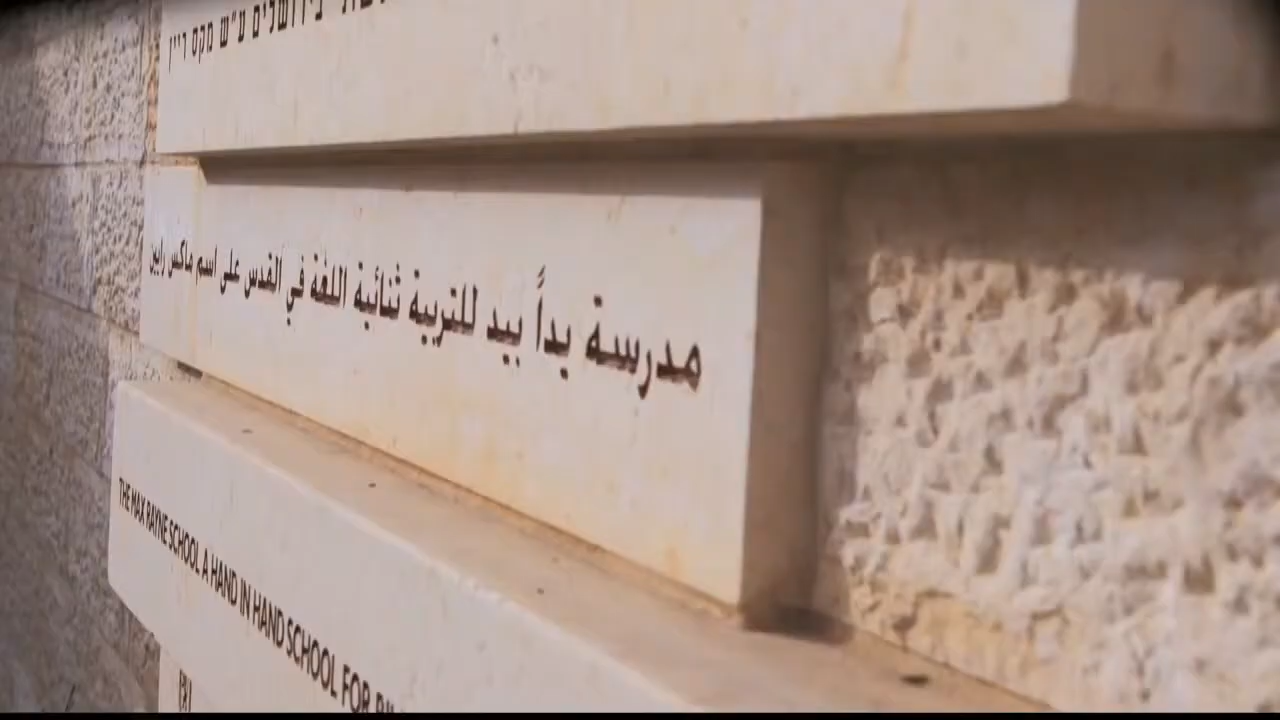 בירושלים ע״ש מקס ריין
مدرسة يداً بيد للتربية ثنائية اللغة في القدس على اسم ماكس راين
THE MAX RAYNE SCHOOL A HAND IN HAND SCHOOL FOR